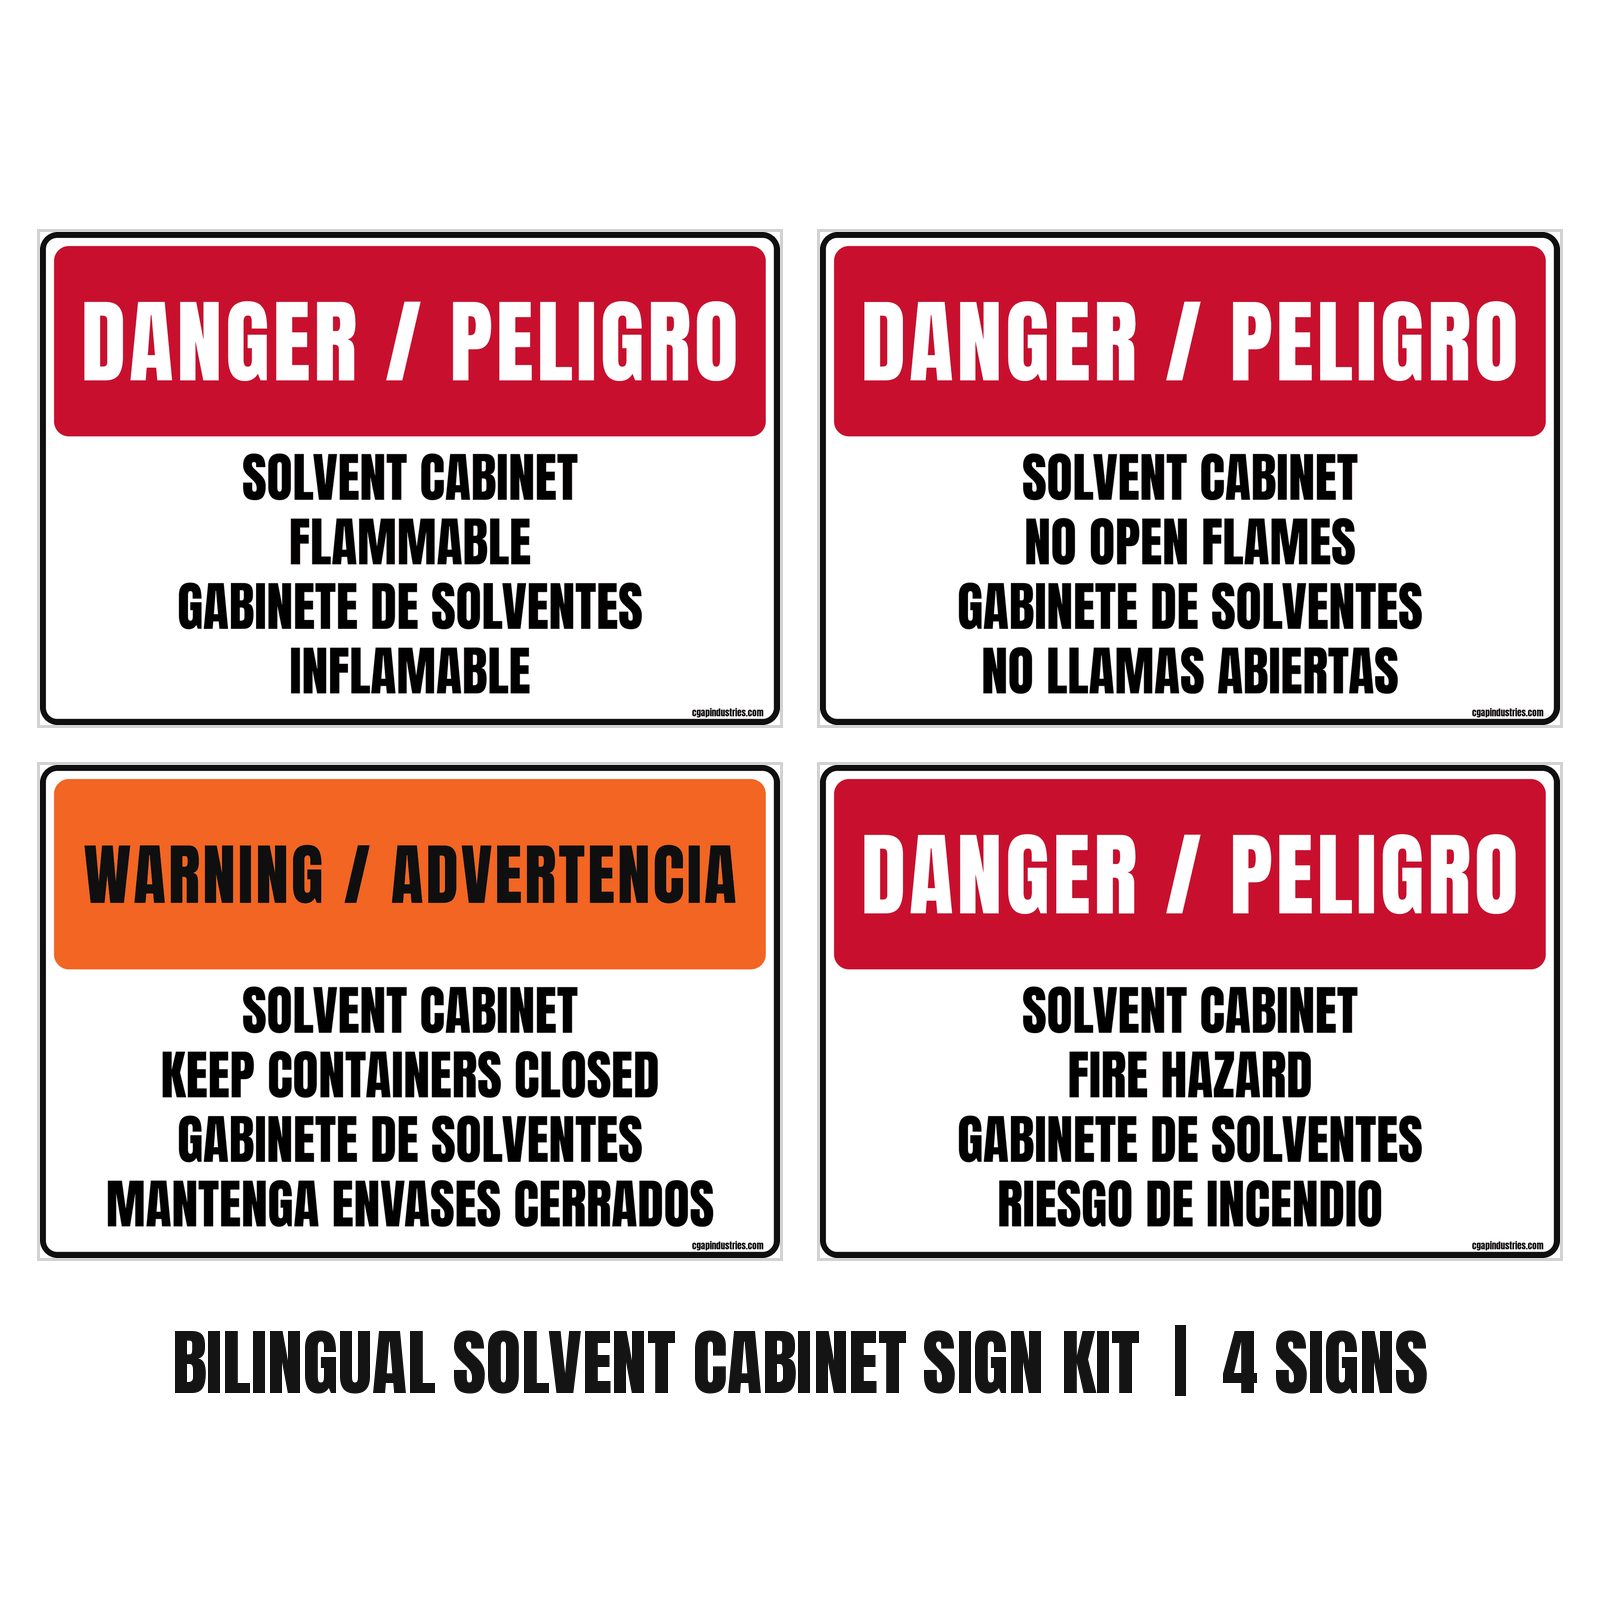 DANGER / PELIGRO
SOLVENT CABINET
FLAMMABLE
GABINETE DE SOLVENTES
INFLAMABLE
cgapindustries.com
DANGER / PELIGRO
SOLVENT CABINET
NO OPEN FLAMES
GABINETE DE SOLVENTES
NO LLAMAS ABIERTAS
cgapindustries.com
WARNING / ADVERTENCIA
SOLVENT CABINET
KEEP CONTAINERS CLOSED
GABINETE DE SOLVENTES
MANTENGA ENVASES CERRADOS
cgapindustries.com
DANGER / PELIGRO
SOLVENT CABINET
FIRE HAZARD
GABINETE DE SOLVENTES
RIESGO DE INCENDIO
cgapindustries.com
BILINGUAL SOLVENT CABINET SIGN KIT | 4 SIGNS